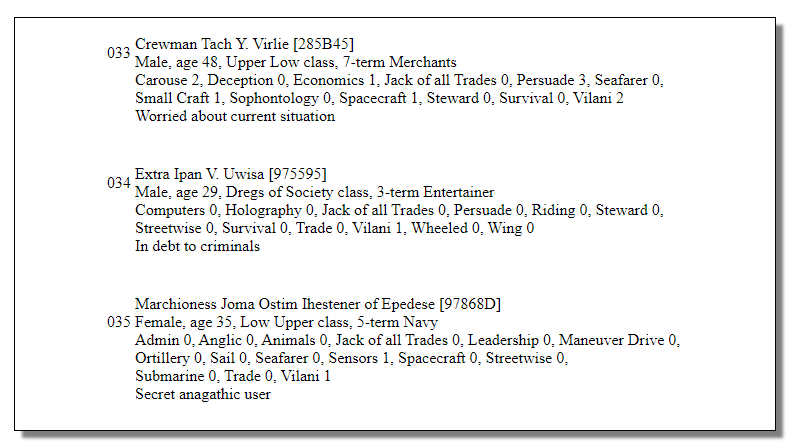 033
Crewman Tach Y. Virlie [285B45]
Male, age 48, Upper Low class, 7-term Merchants
Carouse 2, Deception 0, Economics 1, Jack of all Trades 0, Persuade 3, Seafarer 0,
Small Craft 1, Sophontology 0, Spacecraft 1, Steward 0, Survival 0, Vilani 2
Worried about current situation
034
Extra Ipan V. Uwisa [975595]
Male, age 29, Dregs of Society class, 3-term Entertainer
Computers 0, Holography 0, Jack of all Trades 0, Persuade 0, Riding 0, Steward 0,
Streetwise 0, Survival 0, Trade 0, Vilani 1, Wheeled 0, Wing 0
In debt to criminals
Marchioness Joma Ostim Ihestener of Epedese [97868D]
035 Female, age 35, Low Upper class, 5-term Navy
Admin 0, Anglic 0, Animals 0, Jack of all Trades 0, Leadership 0, Maneuver Drive 0,
Ortillery 0, Sail 0, Seafarer 0, Sensors 1, Spacecraft 0, Streetwise 0,
Submarine 0, Trade 0, Vilani 1
Secret anagathic user